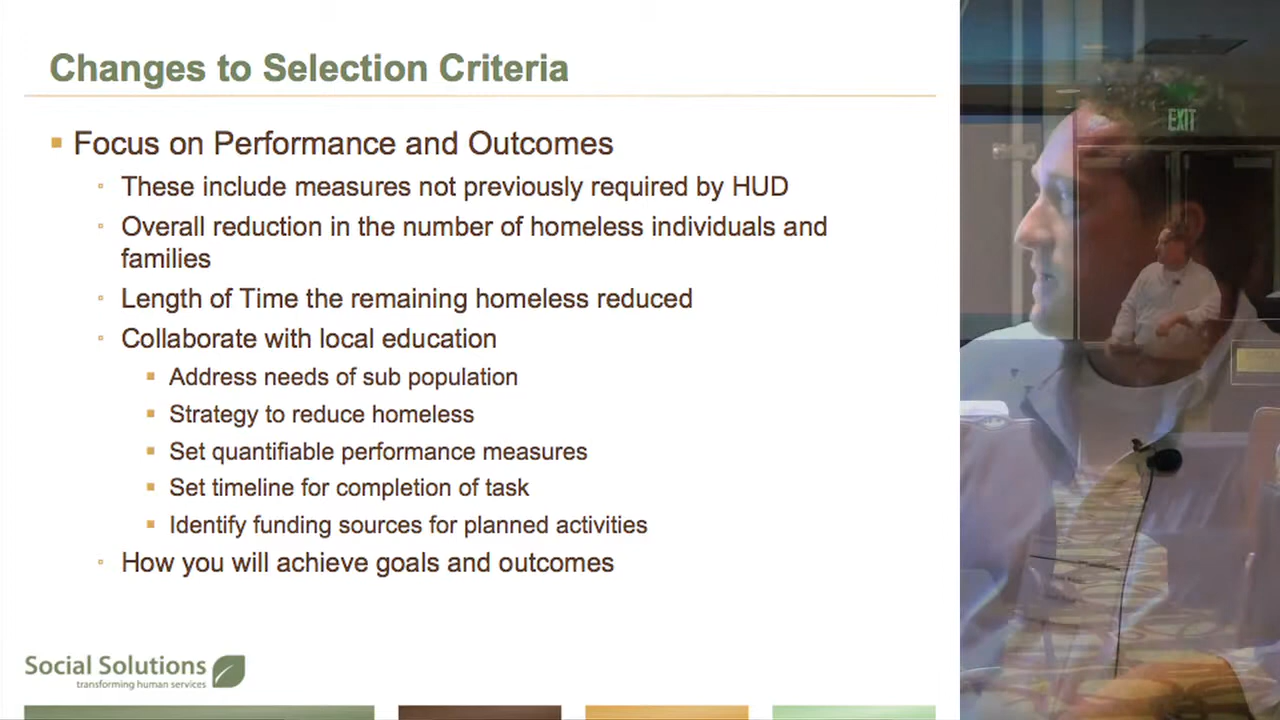 Changes to Selection Criteria
Focus on Performance and Outcomes
These include measures not previously required by HUD
Overall reduction in the number of homeless individuals and
families
Length of Time the remaining homeless reduced
Collaborate with local education
Address needs of sub population
Strategy to reduce homeless
Set quantifiable performance measures
Set timeline for completion of task
Identify funding sources for planned activities
How you will achieve goals and outcomes
Social Solutions
transforming human services
EXIT